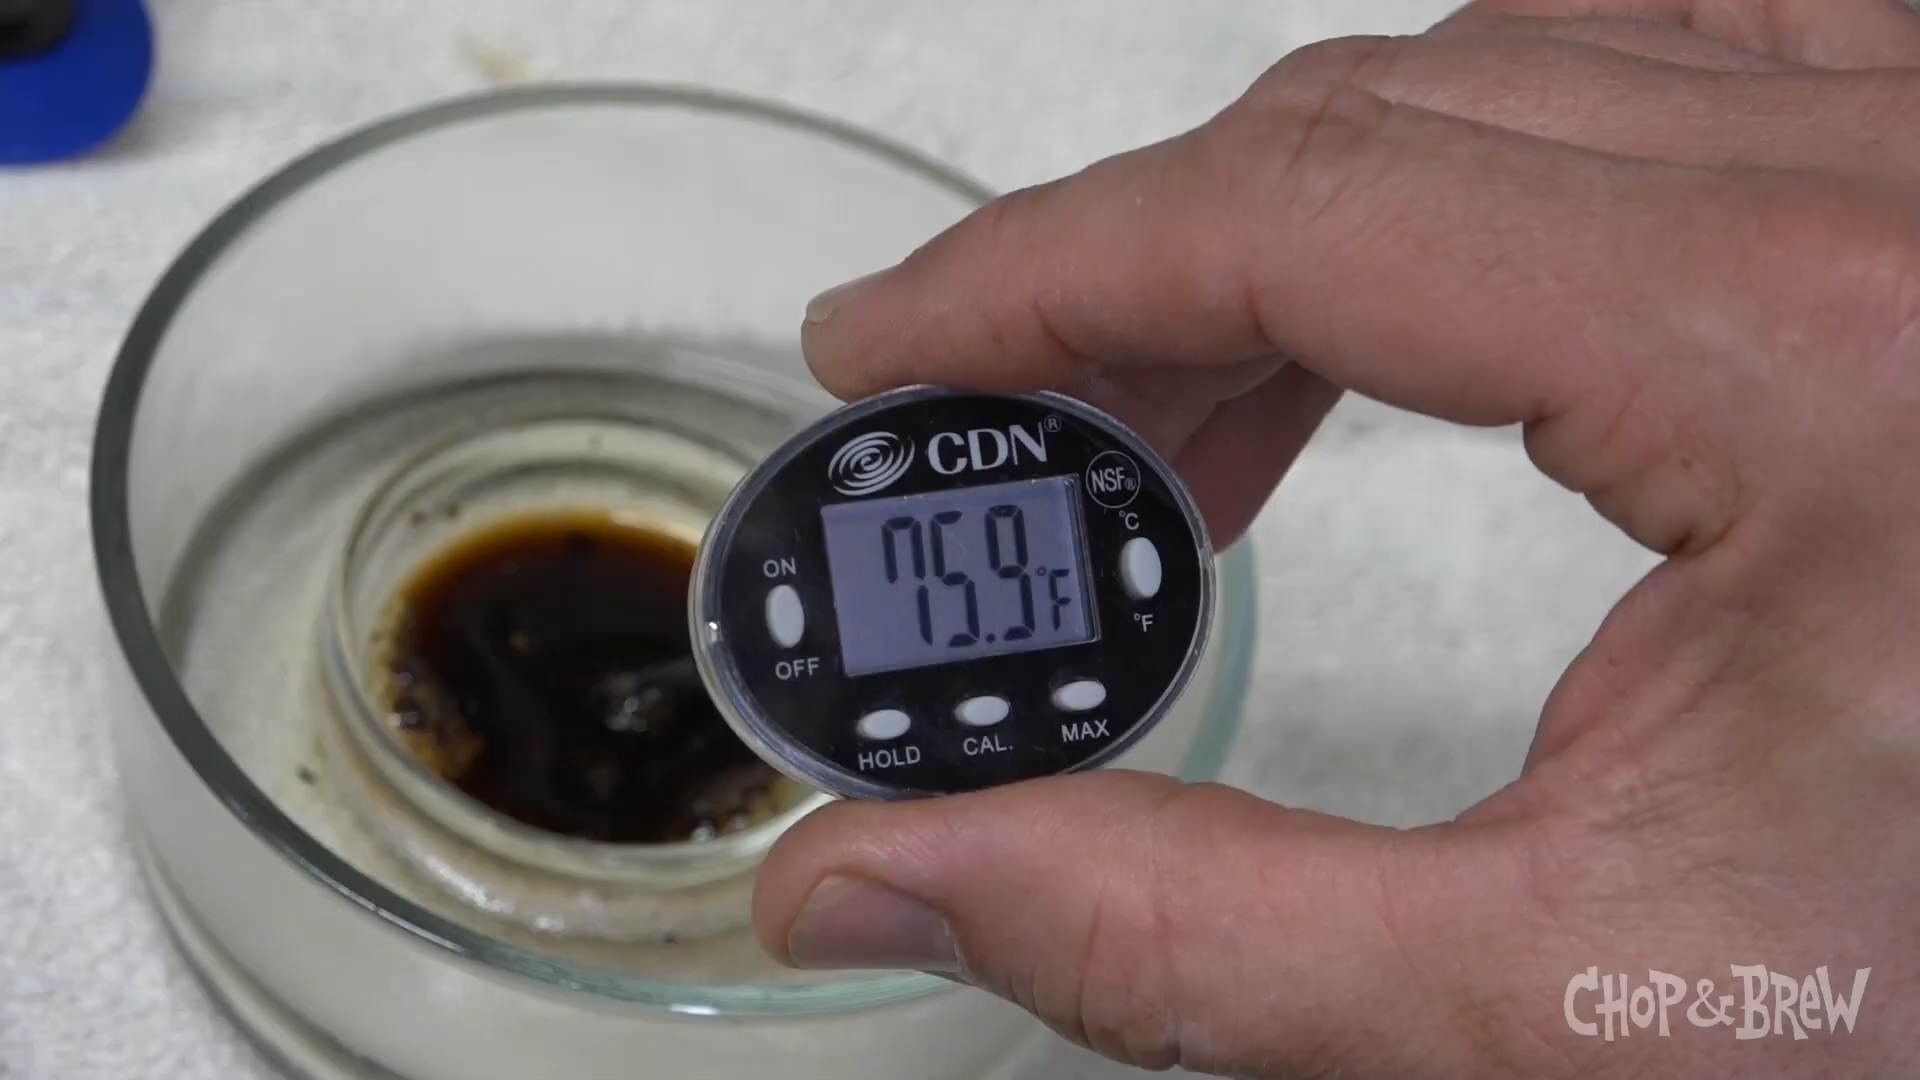 CDN®
NSF®
75.9°F
°C
°F
ON
OFF
HOLD
CAL.
MAX
CHOP & BREW